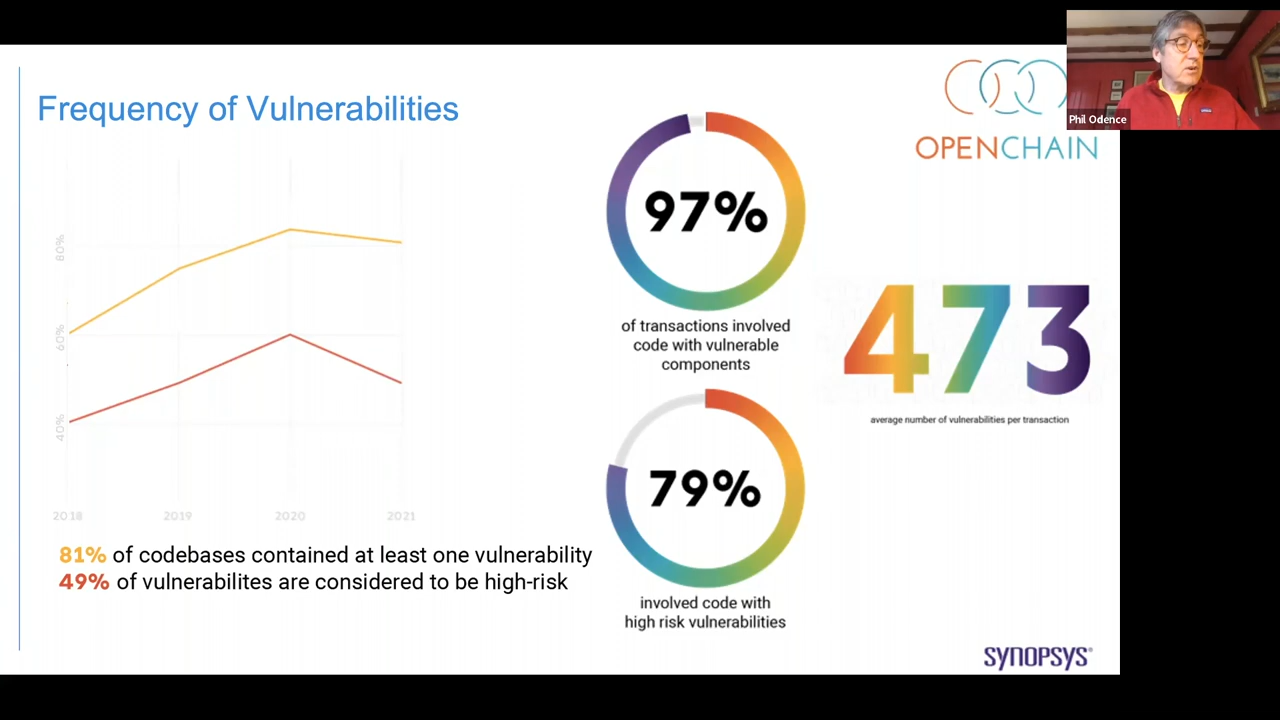 Frequency of Vulnerabilities
80%
60%
40%
2018 2019 2020 2021
81% of codebases contained at least one vulnerability
49% of vulnerabilites are considered to be high-risk
97%
of transactions involved
code with vulnerable
components
79%
involved code with
high risk vulnerabilities
473
average number of vulnerabilities per transaction
OPENCHAIN
Phil Odence
SYNOPSYS®